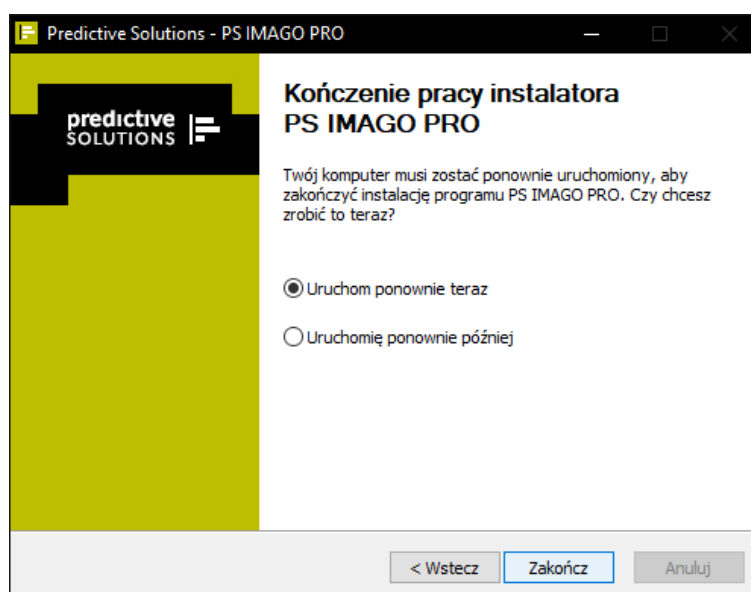 Predictive Solutions - PS IMAGO PRO
predictive
SOLUTIONS
Kończenie pracy instalatora
PS IMAGO PRO
Twój komputer musi zostać ponownie uruchomiony, aby
zakończyć instalację programu PS IMAGO PRO. Czy chcesz
zrobić to teraz?
Uruchom ponownie teraz
Uruchomię ponownie później
< Wstecz Zakończ Anuluj